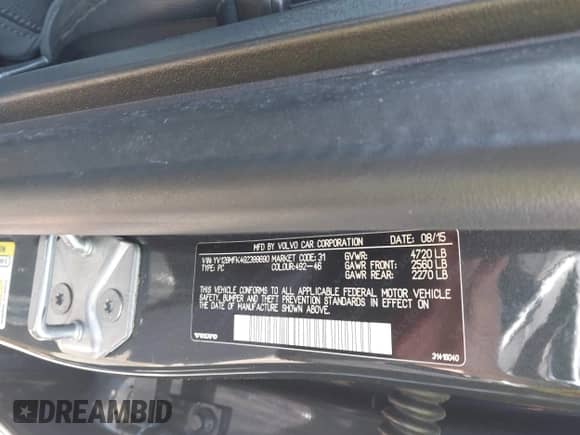 MFD BY VOLVO CAR CORPORATION DATE: 08/15
MARKET CODE: 31 GVWR: 4720 LB
TYPE: PC COLOUR:492-46 GAWR FRONT: 2560 LB
GAWR REAR: 2270 LB
THIS VEHICLE CONFORMS TO ALL APPLICABLE FEDERAL MOTOR VEHICLE
SAFETY, BUMPER AND THEFT PREVENTION STANDARDS IN EFFECT ON
THE DATE OF MANUFACTURE SHOWN ABOVE.
VOLVO
DREAMBID